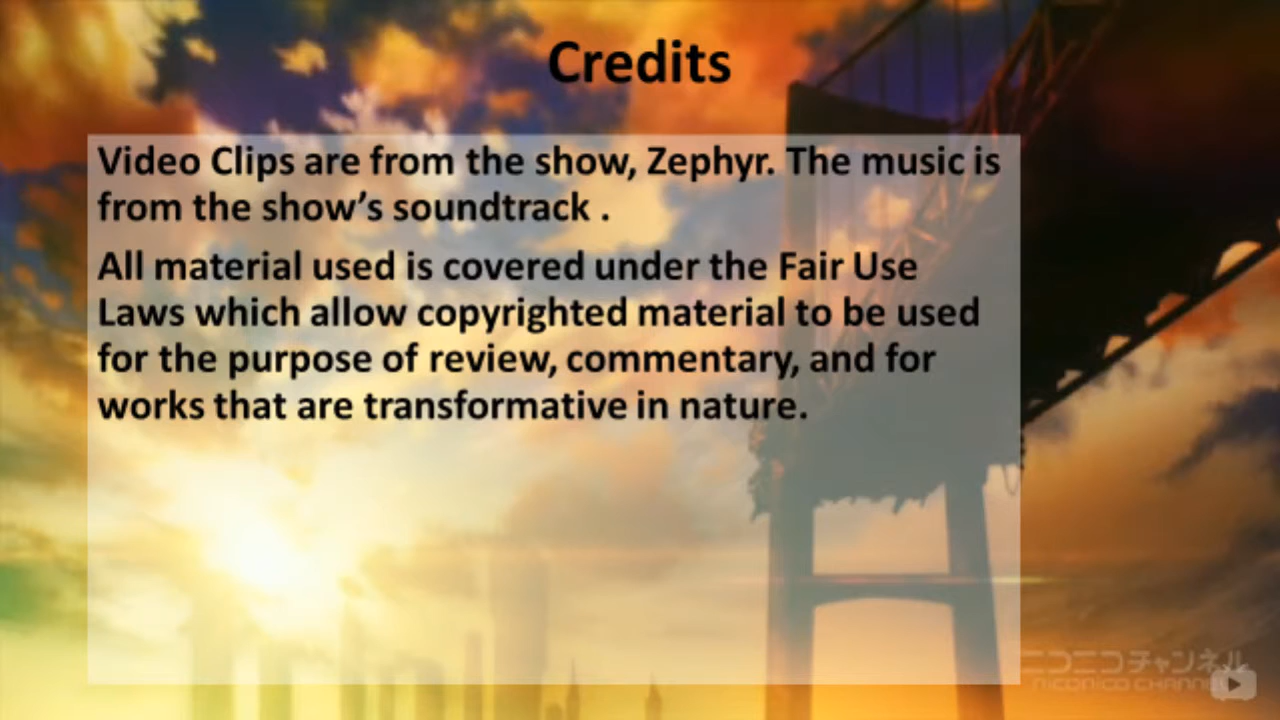 Credits
Video Clips are from the show, Zephyr. The music is
from the show’s soundtrack .
All material used is covered under the Fair Use
Laws which allow copyrighted material to be used
for the purpose of review, commentary, and for
works that are transformative in nature.
ニコニコチャンネル
NICONICO CHANNEL